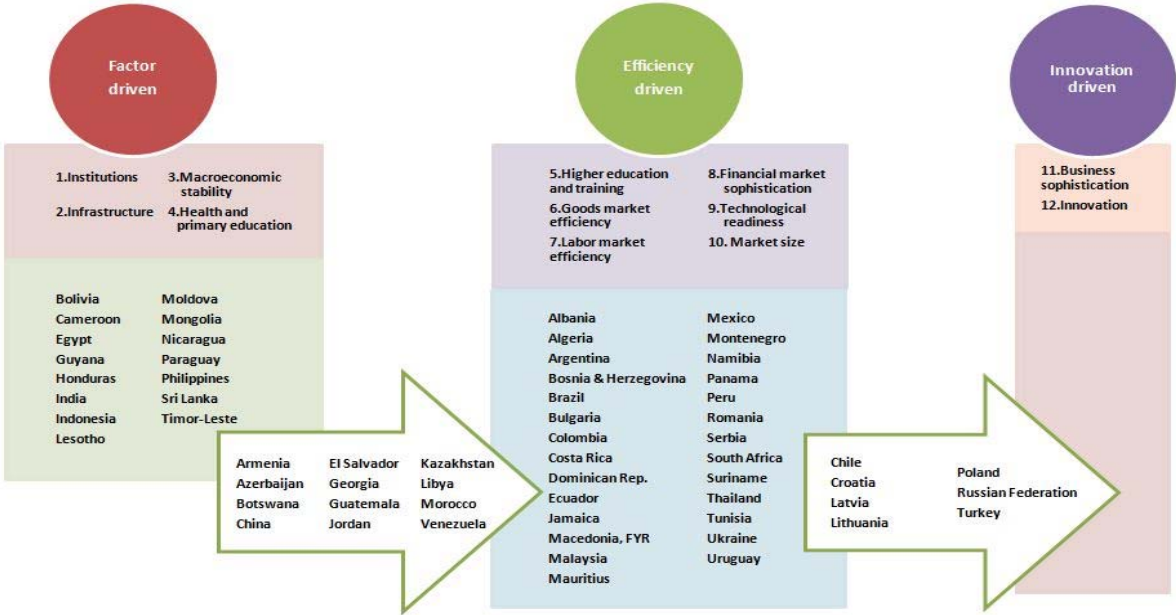 Factor
driven
Efficiency
driven
Innovation
driven
1.Institutions
2.Infrastructure
3.Macroeconomic
stability
4.Health and
primary education
5.Higher education
and training
6.Goods market
efficiency
7.Labor market
efficiency
8.Financial market
sophistication
9.Technological
readiness
10. Market size
11.Business
sophistication
12.Innovation
Bolivia
Cameroon
Egypt
Guyana
Honduras
India
Indonesia
Lesotho
Moldova
Mongolia
Nicaragua
Paraguay
Philippines
Sri Lanka
Timor-Leste
Armenia
Azerbaijan
Botswana
China
El Salvador
Georgia
Guatemala
Jordan
Kazakhstan
Libya
Morocco
Venezuela
Albania
Algeria
Argentina
Bosnia & Herzegovina
Brazil
Bulgaria
Colombia
Costa Rica
Dominican Rep.
Ecuador
Jamaica
Macedonia, FYR
Malaysia
Mauritius
Mexico
Montenegro
Namibia
Panama
Peru
Romania
Serbia
South Africa
Suriname
Thailand
Tunisia
Ukraine
Uruguay
Chile
Croatia
Latvia
Lithuania
Poland
Russian Federation
Turkey